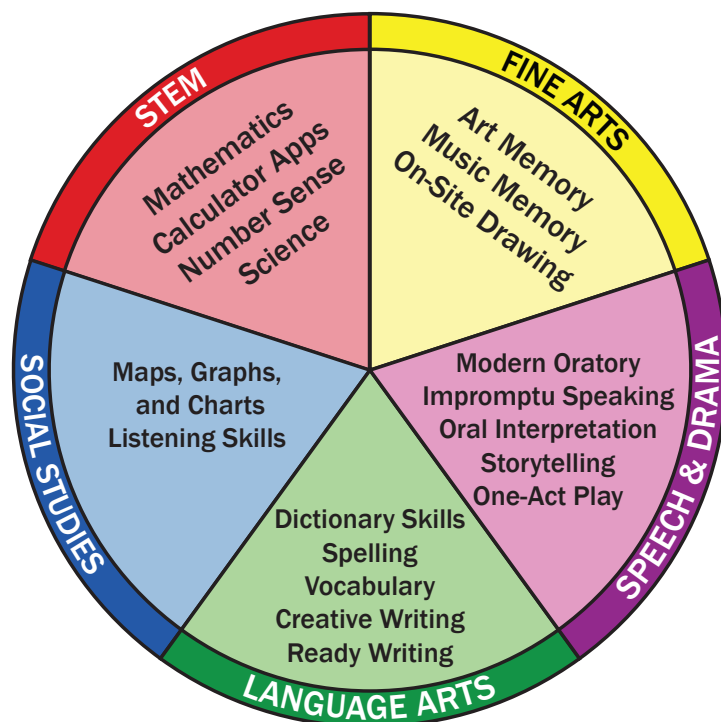 STEM
Mathematics
Calculator Apps
Number Sense
Science
FINE ARTS
Art Memory
Music Memory
On-Site Drawing
SPEECH & DRAMA
Modern Oratory
Impromptu Speaking
Oral Interpretation
Storytelling
One-Act Play
LANGUAGE ARTS
Dictionary Skills
Spelling
Vocabulary
Creative Writing
Ready Writing
SOCIAL STUDIES
Maps, Graphs,
and Charts
Listening Skills